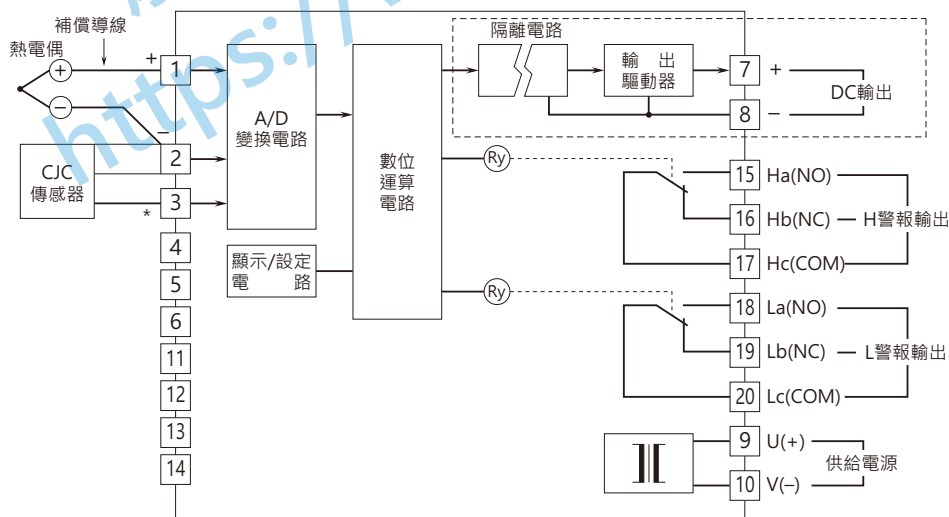 補償導線
熱電偶
+
+
−
−
1
2
3
*
4
5
6
11
12
13
14
CJC
傳感器
A/D
變換電路
顯示/設定
電　　路
數位
運算
電路
隔離電路
輸　出
驅動器
7
+
8
−
DC輸出
Ry
15
Ha(NO)
16
Hb(NC)
H警報輸出
17
Hc(COM)
Ry
18
La(NO)
19
Lb(NC)
L警報輸出
20
Lc(COM)
9
U(+)
供給電源
10
V(−)
https://